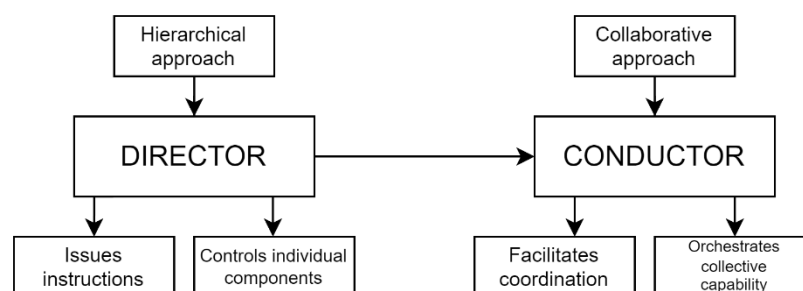 Hierarchical
approach
Collaborative
approach
DIRECTOR
CONDUCTOR
Issues
instructions
Controls individual
components
Facilitates
coordination
Orchestrates
collective
capability